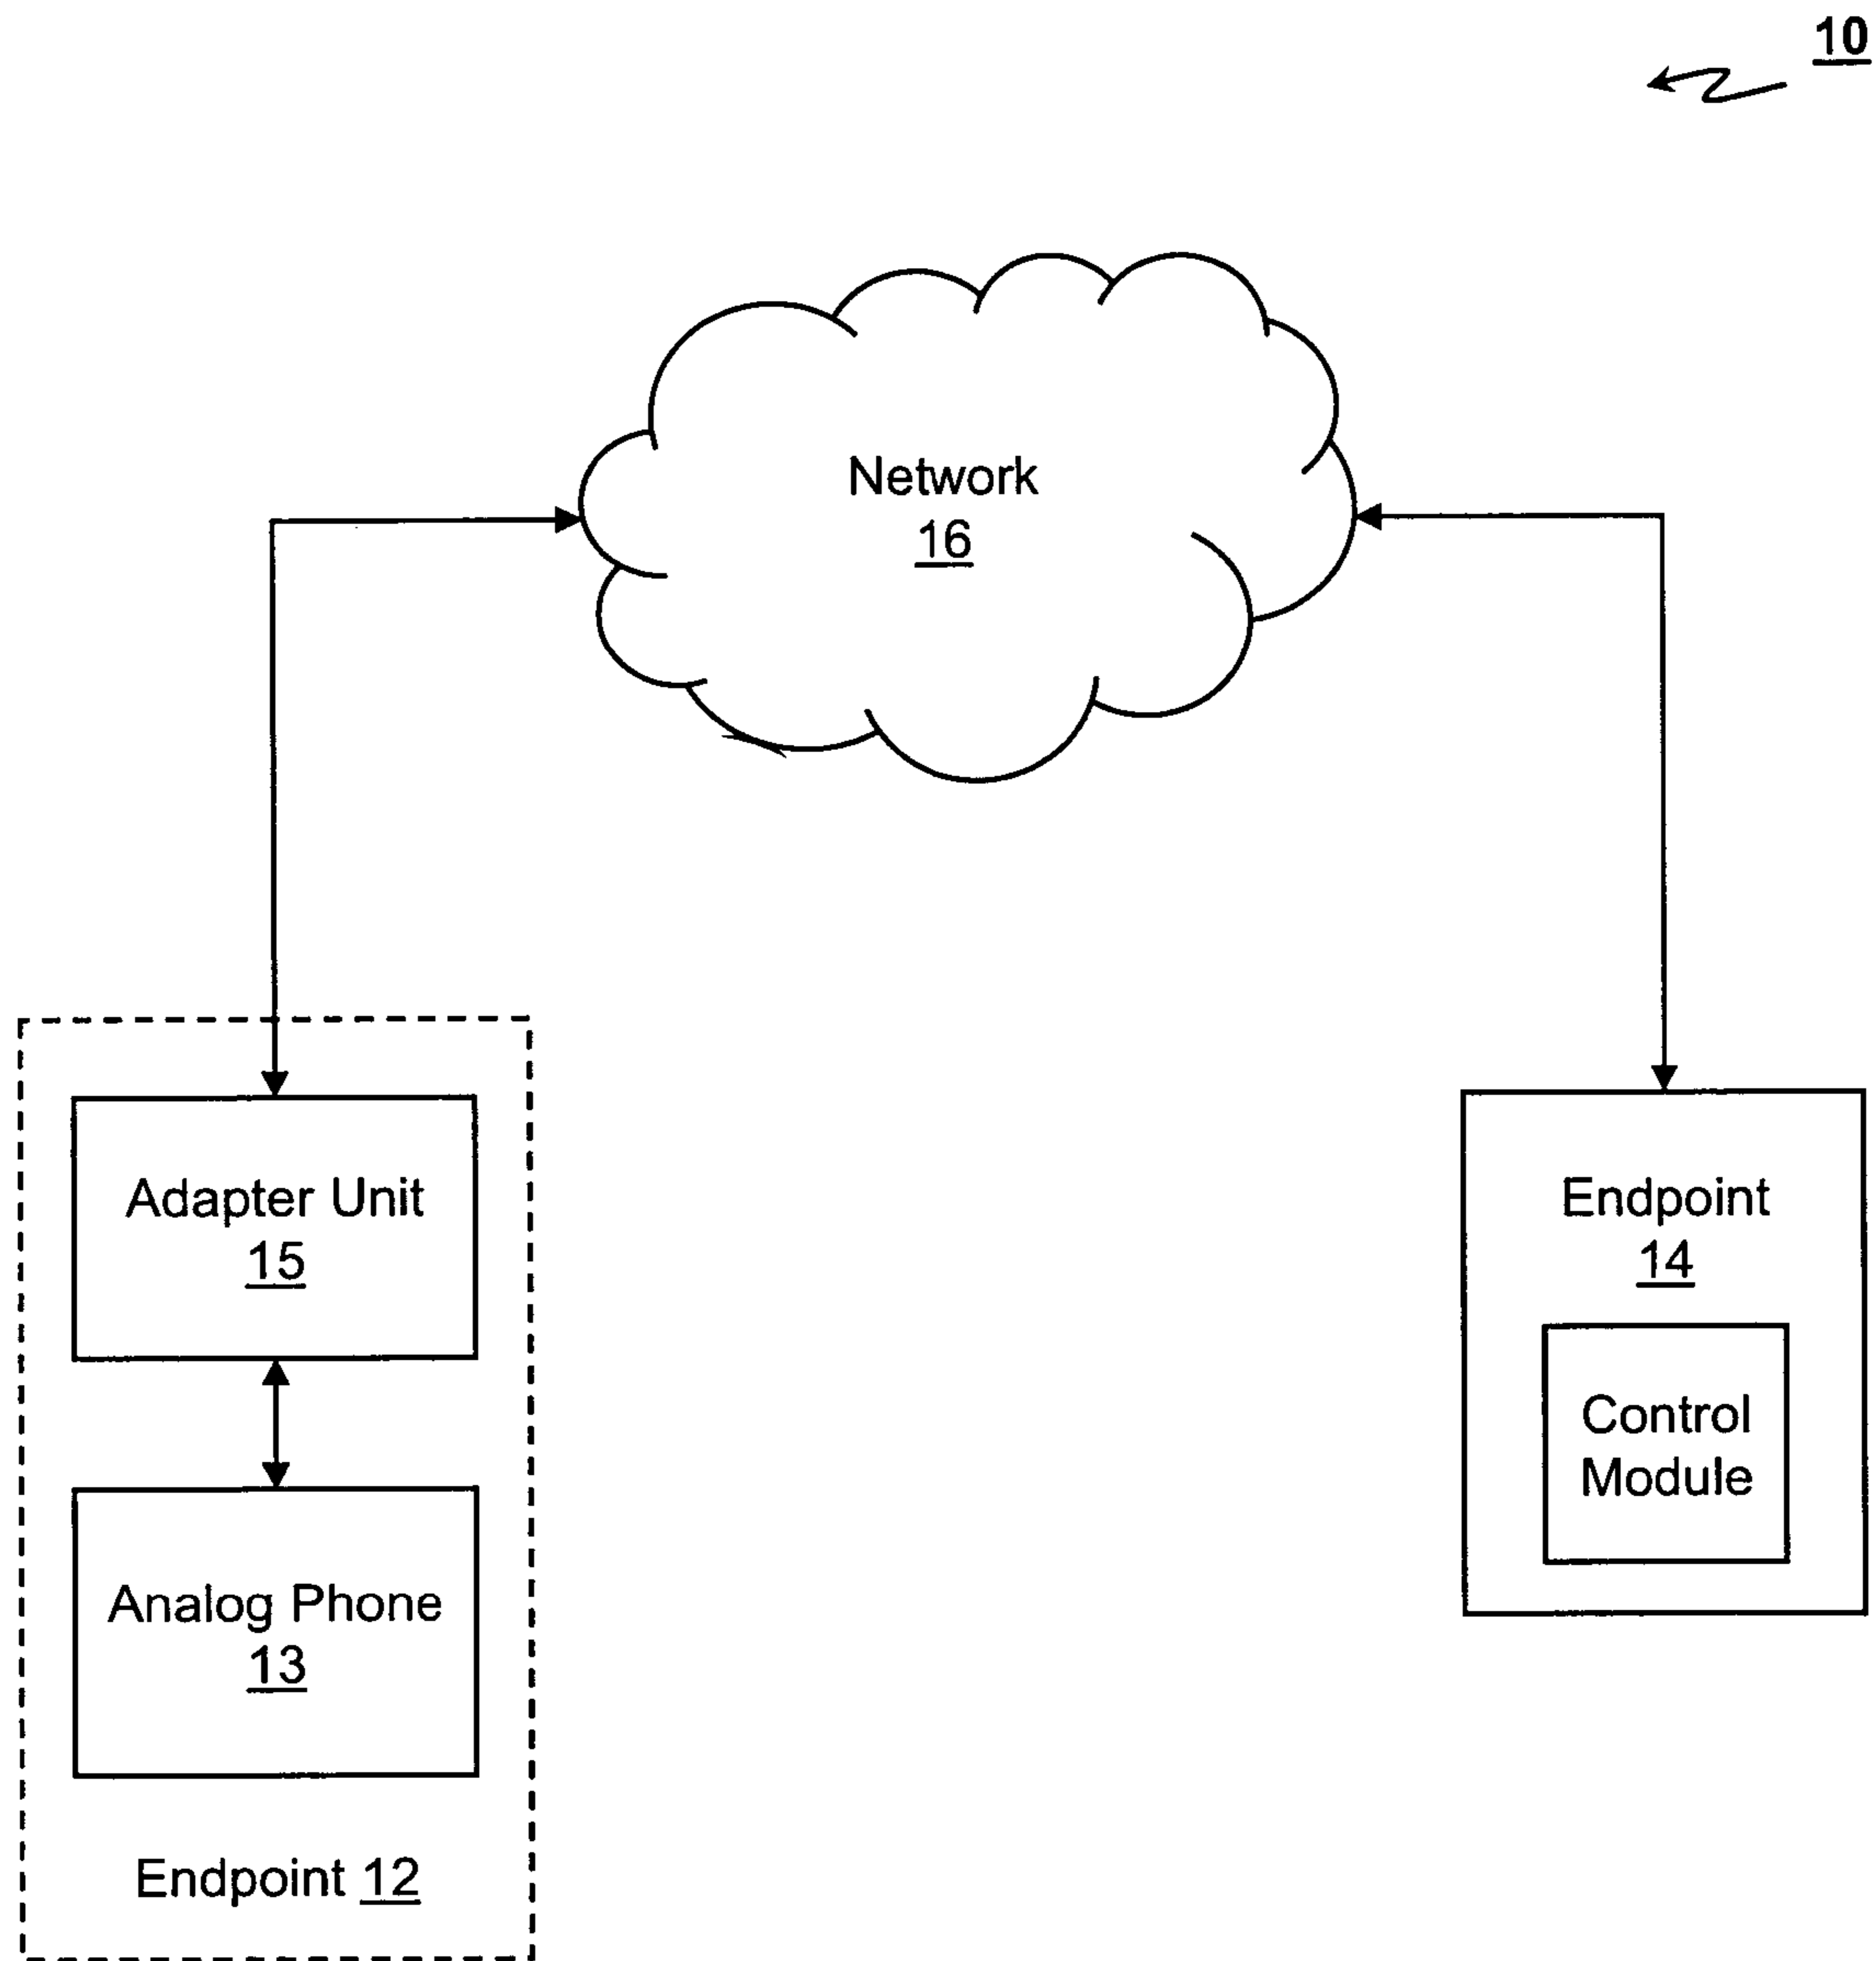 10
Network
16
Adapter Unit
15
Analog Phone
13
Endpoint 12
Endpoint
14
Control
Module